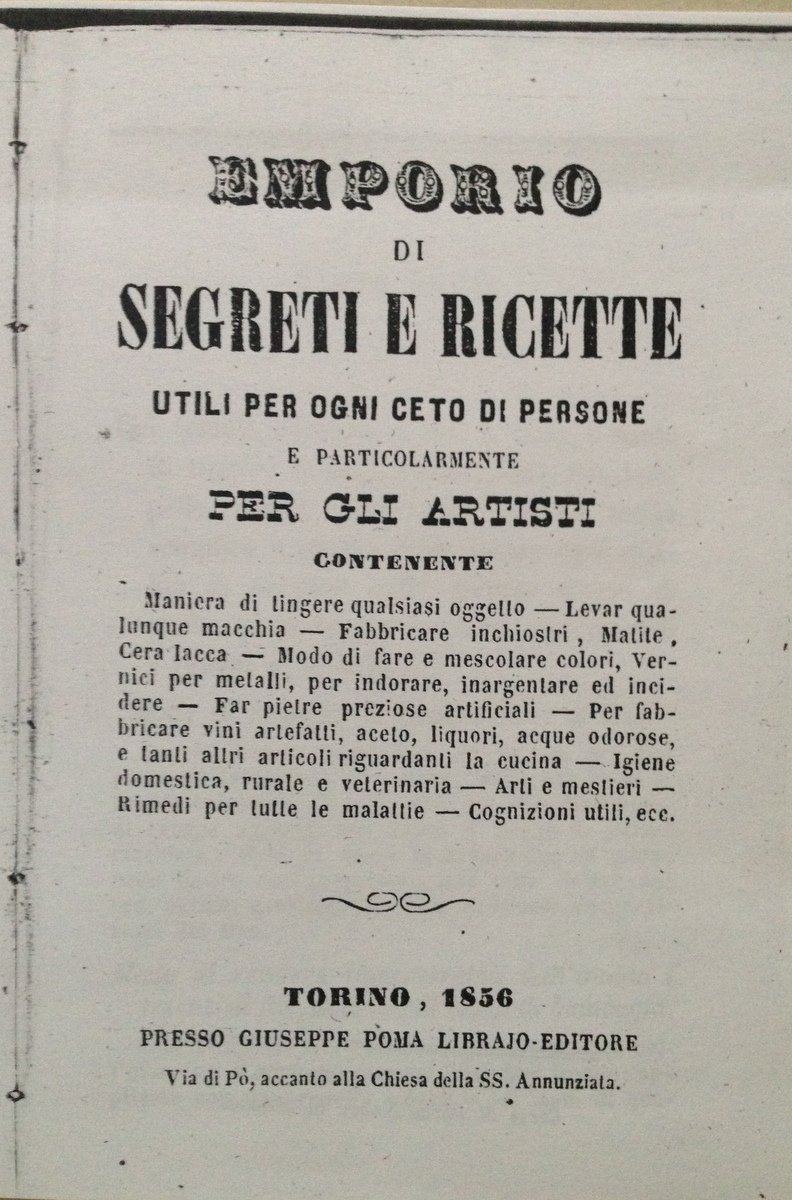 EMPORIO
DI
SEGRETI E RICETTE
UTILI PER OGNI CETO DI PERSONE
E PARTICOLARMENTE
PER GLI ARTISTI
CONTENENTE
Maniera di tingere qualsiasi oggetto — Levar qua-
lunque macchia — Fabbricare inchiostri, Matite,
Cera lacca — Modo di fare e mescolare colori, Ver-
nici per metalli, per indorare, inargentare ed inci-
dere — Far pietre preziose artificiali — Per fab-
bricare vini artefatti, aceto, liquori, acque odorose,
e tanti altri articoli riguardanti la cucina — Igiene
domestica, rurale e veterinaria — Arti e mestieri —
Rimedi per tutte le malattie — Cognizioni utili, ecc.
TORINO, 1856
PRESSO GIUSEPPE POMA LIBRAJO-EDITORE
Via di Pò, accanto alla Chiesa della SS. Annunziata.